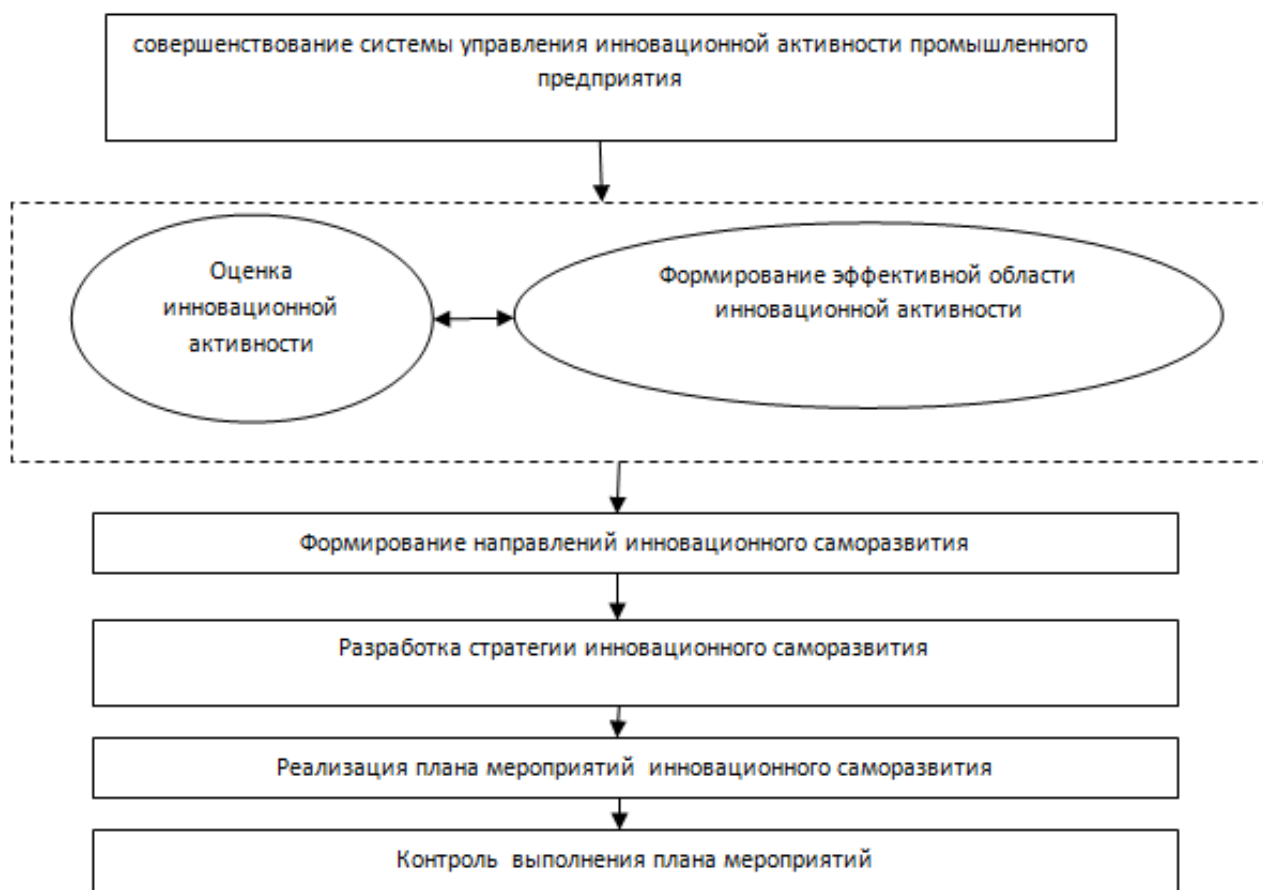 совершенствование системы управления инновационной активности промышленного
предприятия
Оценка
инновационной
активности
Формирование эффективной области
инновационной активности
Формирование направлений инновационного саморазвития
Разработка стратегии инновационного саморазвития
Реализация плана мероприятий  инновационного саморазвития
Контроль  выполнения плана мероприятий